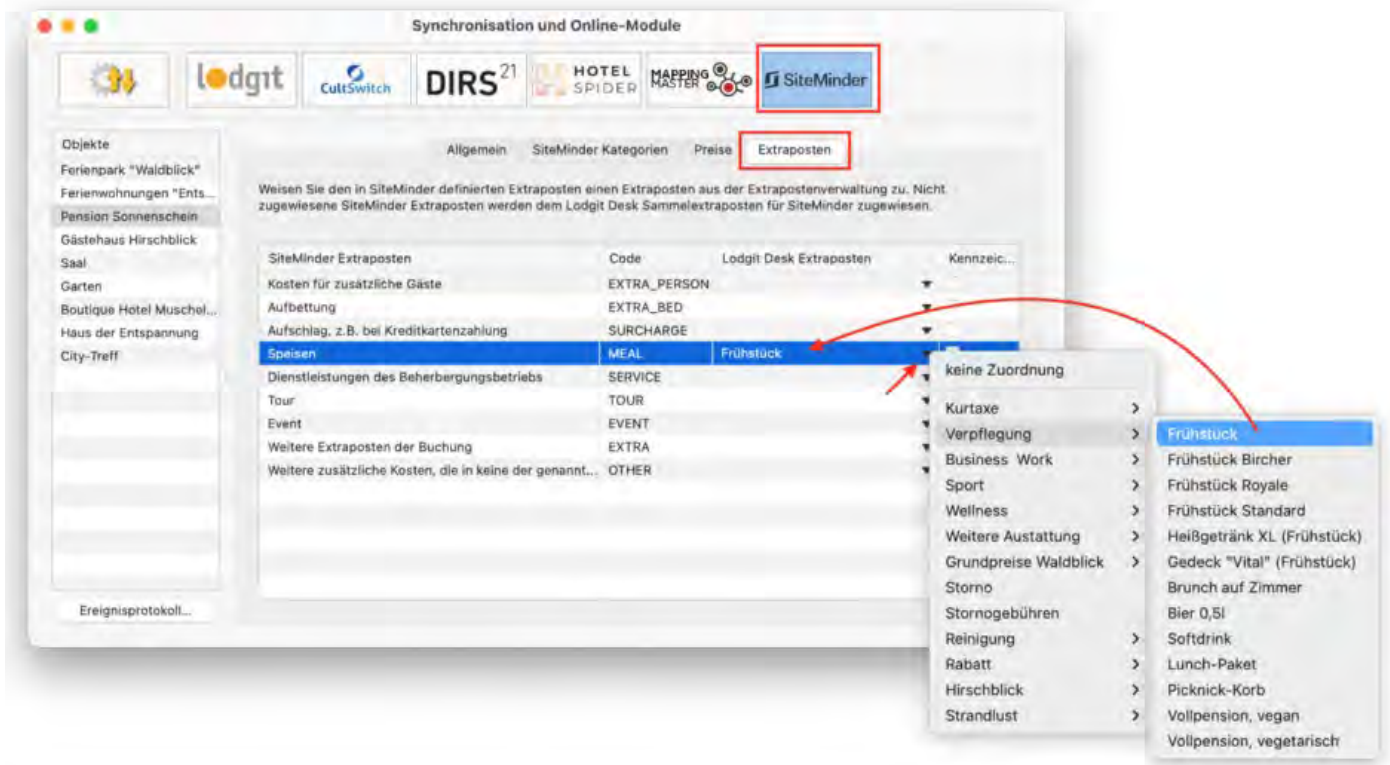 Synchronisation und Online-Module
lodgit
CultSwitch
DIRS21
HOTEL SPIDER
MAPPING MASTER
SiteMinder
Objekte
Ferienpark "Waldblick"
Ferienwohnungen "Ents...
Pension Sonnenschein
Gästehaus Hirschblick
Saal
Garten
Boutique Hotel Muschel...
Haus der Entspannung
City-Treff
Ereignisprotokoll...
Allgemein SiteMinder Kategorien Preise Extraposten
Weisen Sie den in SiteMinder definierten Extraposten einen Extraposten aus der Extrapostenverwaltung zu. Nicht
zugewiesene SiteMinder Extraposten werden dem Lodgit Desk Sammelextraposten für SiteMinder zugewiesen.
SiteMinder Extraposten Code Lodgit Desk Extraposten Kennzeic...
Kosten für zusätzliche Gäste EXTRA_PERSON
Aufbettung EXTRA_BED
Aufschlag, z.B. bei Kreditkartenzahlung SURCHARGE
Speisen MEAL Frühstück
Dienstleistungen des Beherbergungsbetriebs SERVICE
Tour TOUR
Event EVENT
Weitere Extraposten der Buchung EXTRA
Weitere zusätzliche Kosten, die in keine der genannt... OTHER
keine Zuordnung
Kurtaxe
Verpflegung
Business Work
Sport
Wellness
Weitere Austattung
Grundpreise Waldblick
Storno
Stornogebühren
Reinigung
Rabatt
Hirschblick
Strandlust
Frühstück
Frühstück Bircher
Frühstück Royale
Frühstück Standard
Heißgetränk XL (Frühstück)
Gedeck "Vital" (Frühstück)
Brunch auf Zimmer
Bier 0,5l
Softdrink
Lunch-Paket
Picknick-Korb
Vollpension, vegan
Vollpension, vegetarisch